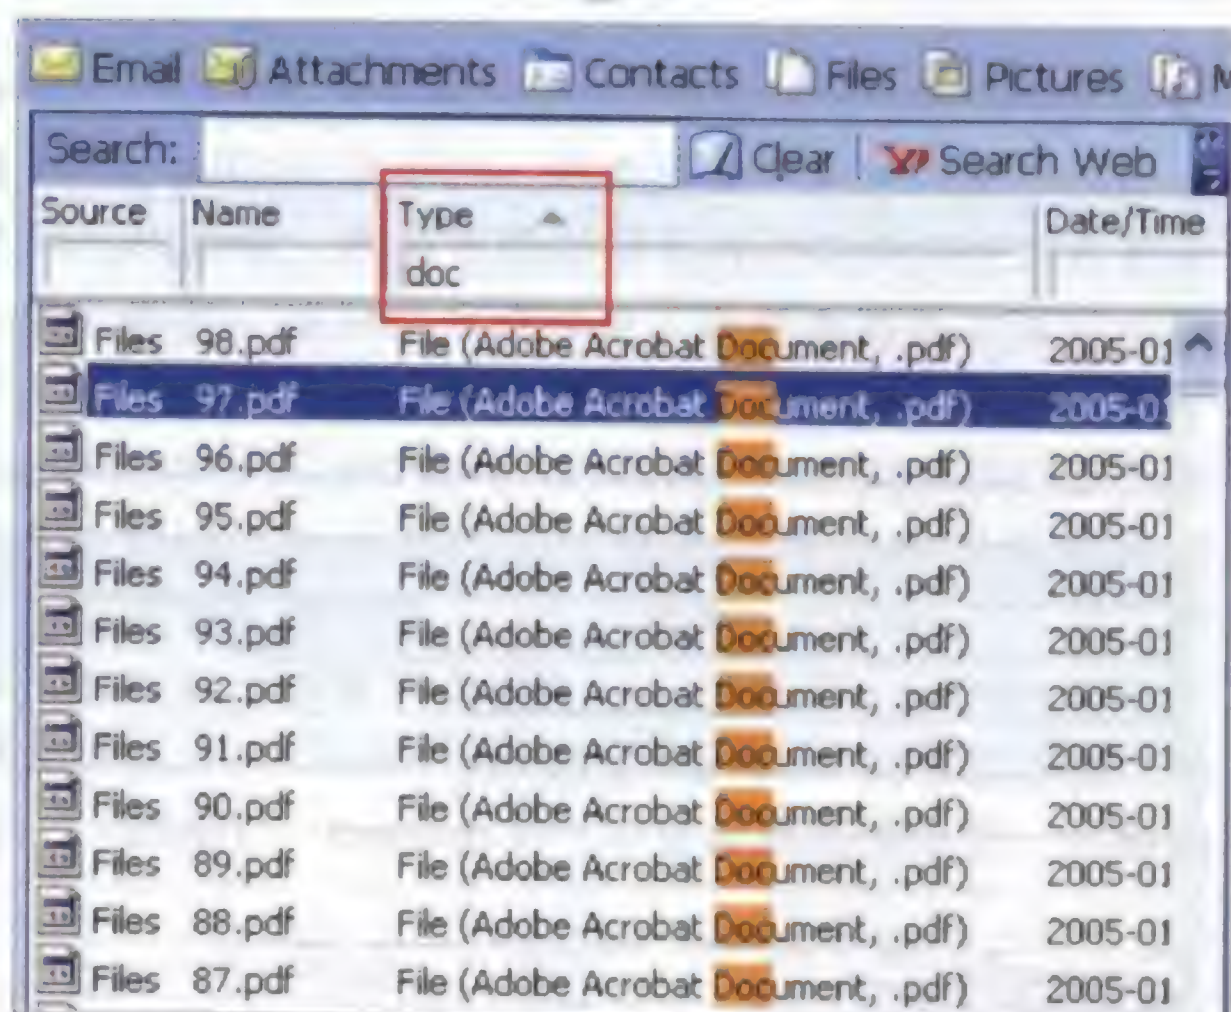 Email Attachments Contacts Files Pictures M
Search: Clear Y! Search Web
Source Name Type Date/Time
doc
Files 98.pdf File (Adobe Acrobat Document, .pdf) 2005-01
Files 97.pdf File (Adobe Acrobat Document, .pdf) 2005-01
Files 96.pdf File (Adobe Acrobat Document, .pdf) 2005-01
Files 95.pdf File (Adobe Acrobat Document, .pdf) 2005-01
Files 94.pdf File (Adobe Acrobat Document, .pdf) 2005-01
Files 93.pdf File (Adobe Acrobat Document, .pdf) 2005-01
Files 92.pdf File (Adobe Acrobat Document, .pdf) 2005-01
Files 91.pdf File (Adobe Acrobat Document, .pdf) 2005-01
Files 90.pdf File (Adobe Acrobat Document, .pdf) 2005-01
Files 89.pdf File (Adobe Acrobat Document, .pdf) 2005-01
Files 88.pdf File (Adobe Acrobat Document, .pdf) 2005-01
Files 87.pdf File (Adobe Acrobat Document, .pdf) 2005-01